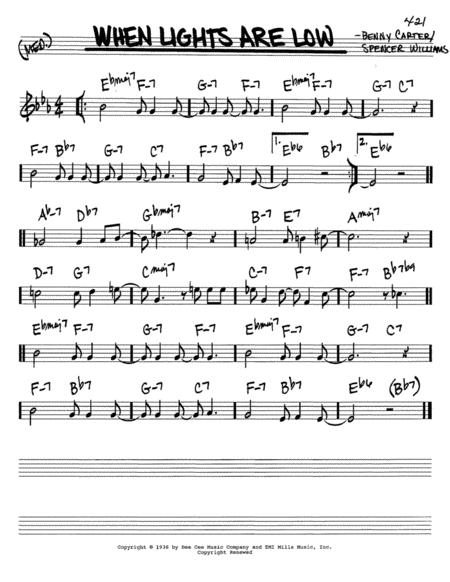 421
(MED.) WHEN LIGHTS ARE LOW -BENNY CARTER/
SPENCER WILLIAMS
Ebmaj7 F-7 G-7 F-7 Ebmaj7 F-7 G-7 C7
F-7 Bb7 G-7 C7 F-7 Bb7 1. Eb6 2. Eb6
Ab-7 Db7 Gbmaj7 B-7 E7 Amaj7
D-7 G7 Cmaj7 C-7 F7 F-7 Bb7b9
Ebmaj7 F-7 G-7 F-7 Ebmaj7 F-7 G-7 C7
F-7 Bb7 G-7 C7 F-7 Bb7 Eb6 (Bb7)
Copyright © 1936 by Bee Cee Music Company and EMI Mills Music, Inc.
Copyright Renewed